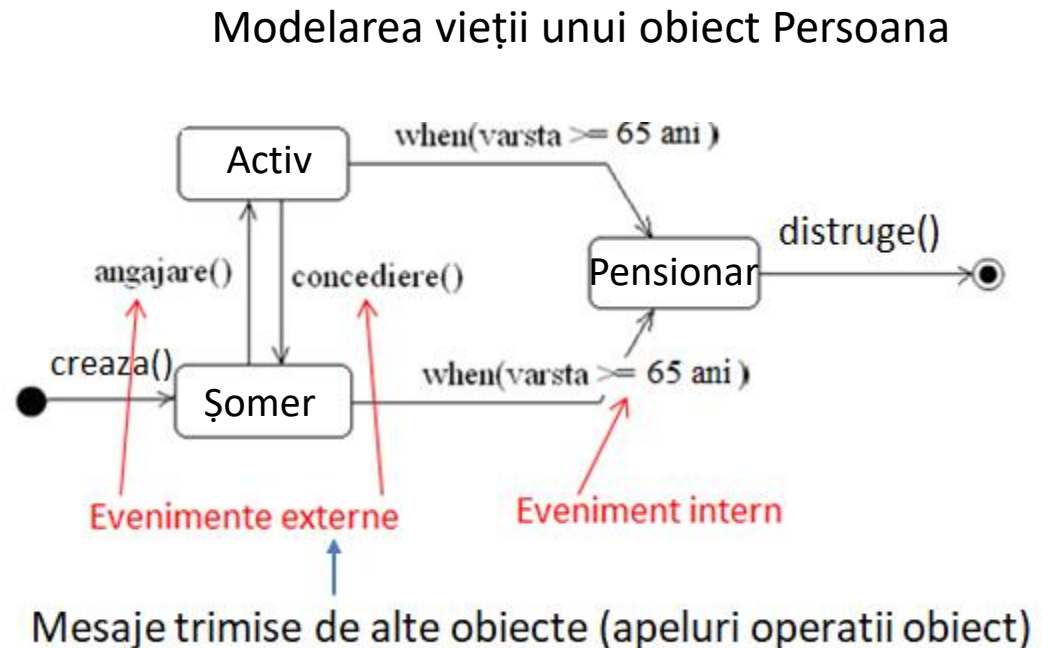 Modelarea vieții unui obiect Persoana
when(varsta >= 65 ani )
Activ
distruge()
angajare()
concediere()
Pensionar
creaza()
when(varsta >= 65 ani )
Șomer
Evenimente externe
Eveniment intern
Mesaje trimise de alte obiecte (apeluri operatii obiect)